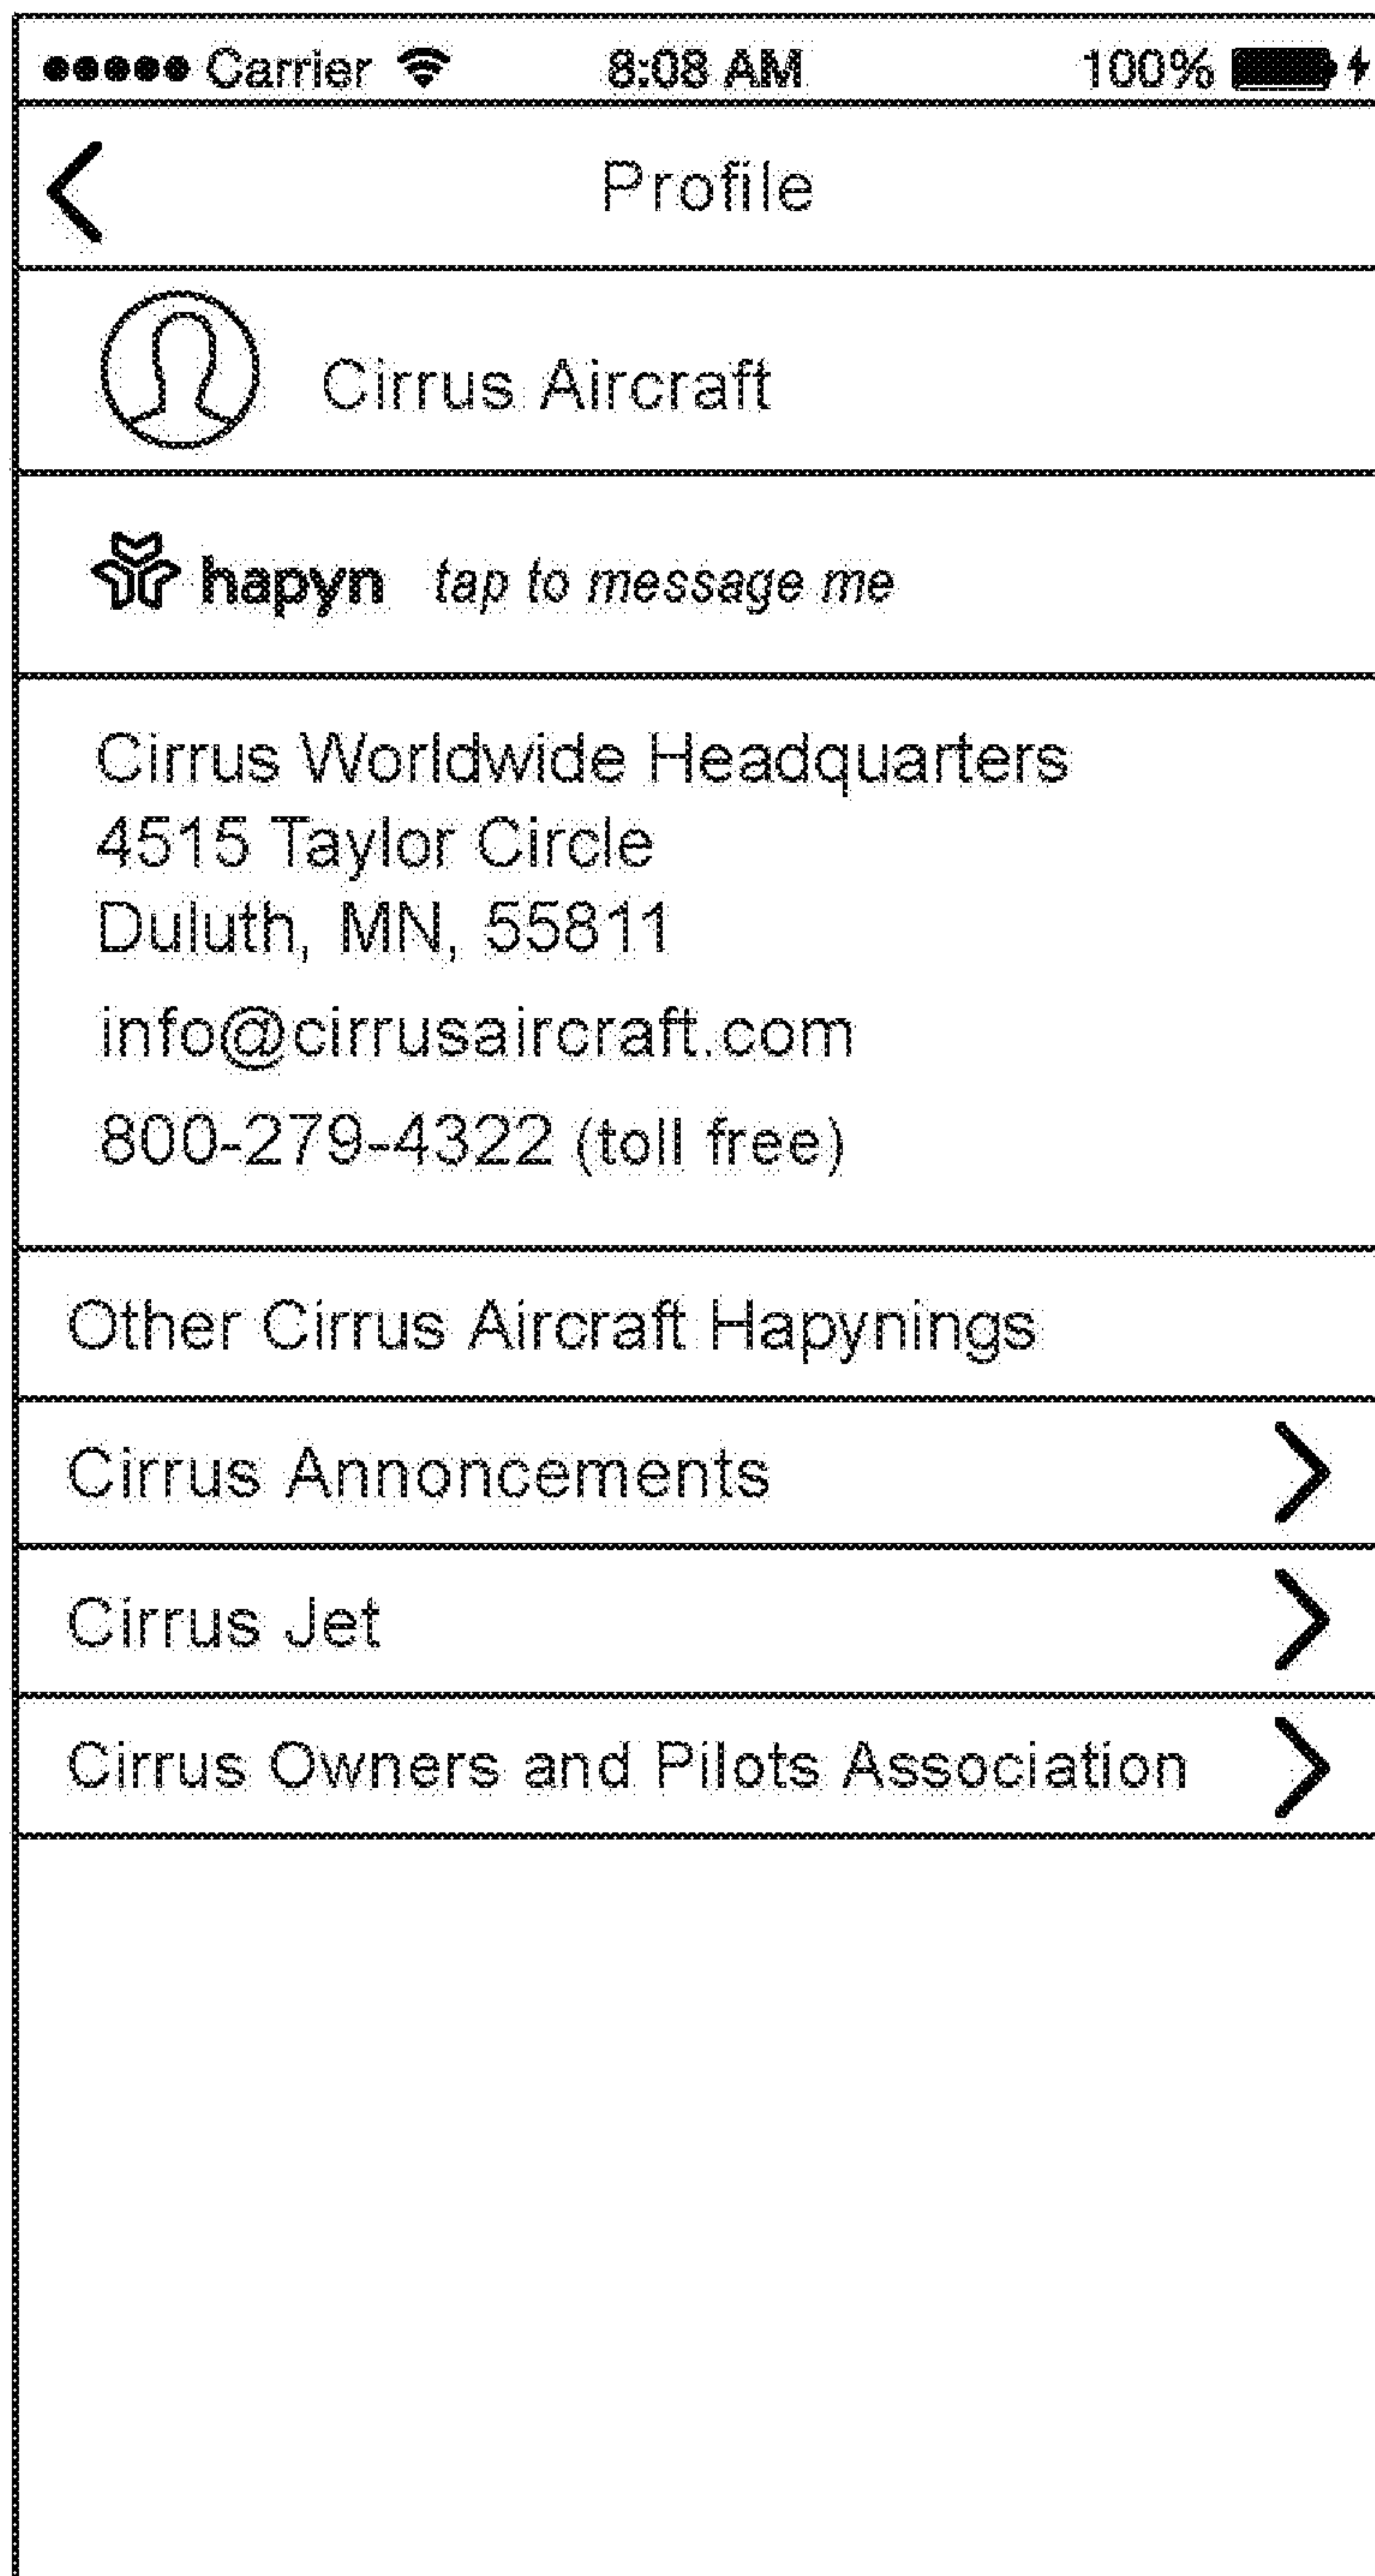 Carrier 8:08 AM 100%
Profile
Cirrus Aircraft
hapyn tap to message me
Cirrus Worldwide Headquarters
4515 Taylor Circle
Duluth, MN, 55811
info@cirrusaircraft.com
800-279-4322 (toll free)
Other Cirrus Aircraft Hapynings
Cirrus Annoncements
Cirrus Jet
Cirrus Owners and Pilots Association